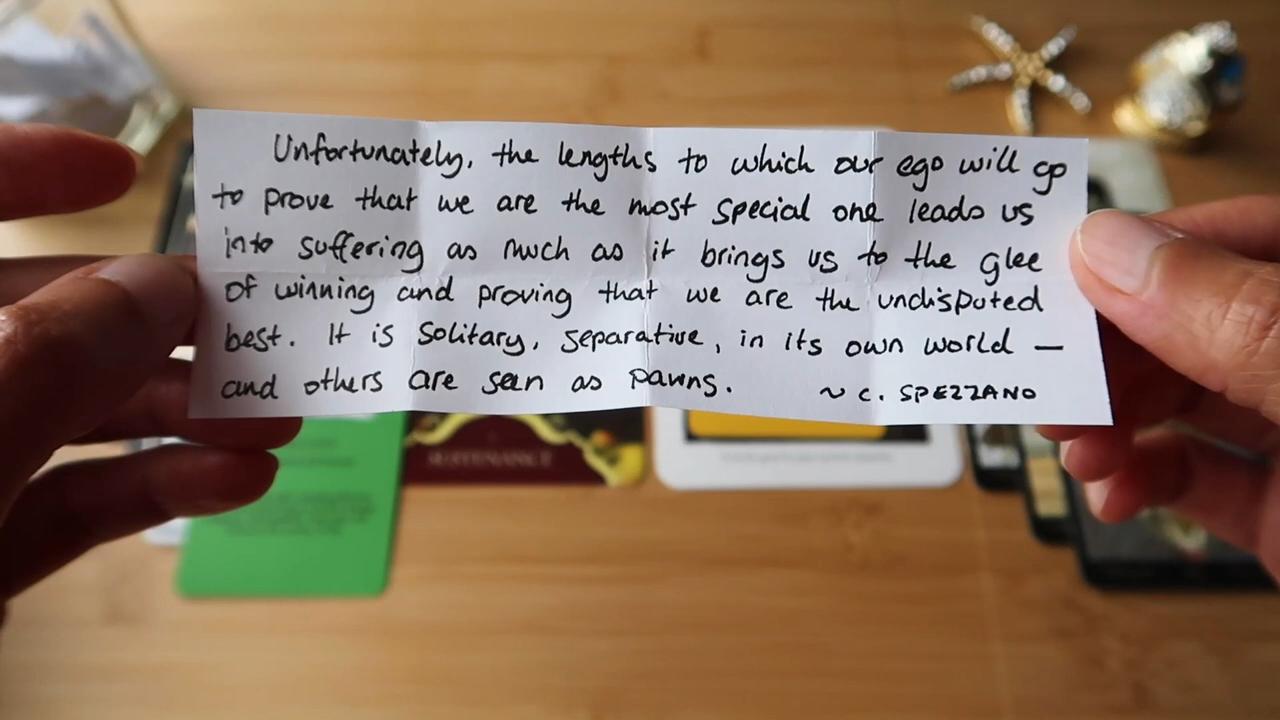 Unfortunately, the lengths to which our ego will go
to prove that we are the most special one leads us
into suffering as much as it brings us to the glee
of winning and proving that we are the undisputed
best. It is solitary, separative, in its own world —
and others are seen as pawns. ~ C. SPEZZANO
SUSTENANCE